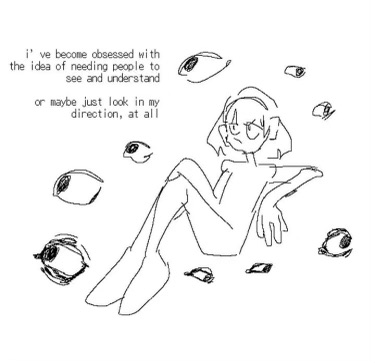 i' ve become obsessed with
the idea of needing people to
see and understand
or maybe just look in my
direction, at all